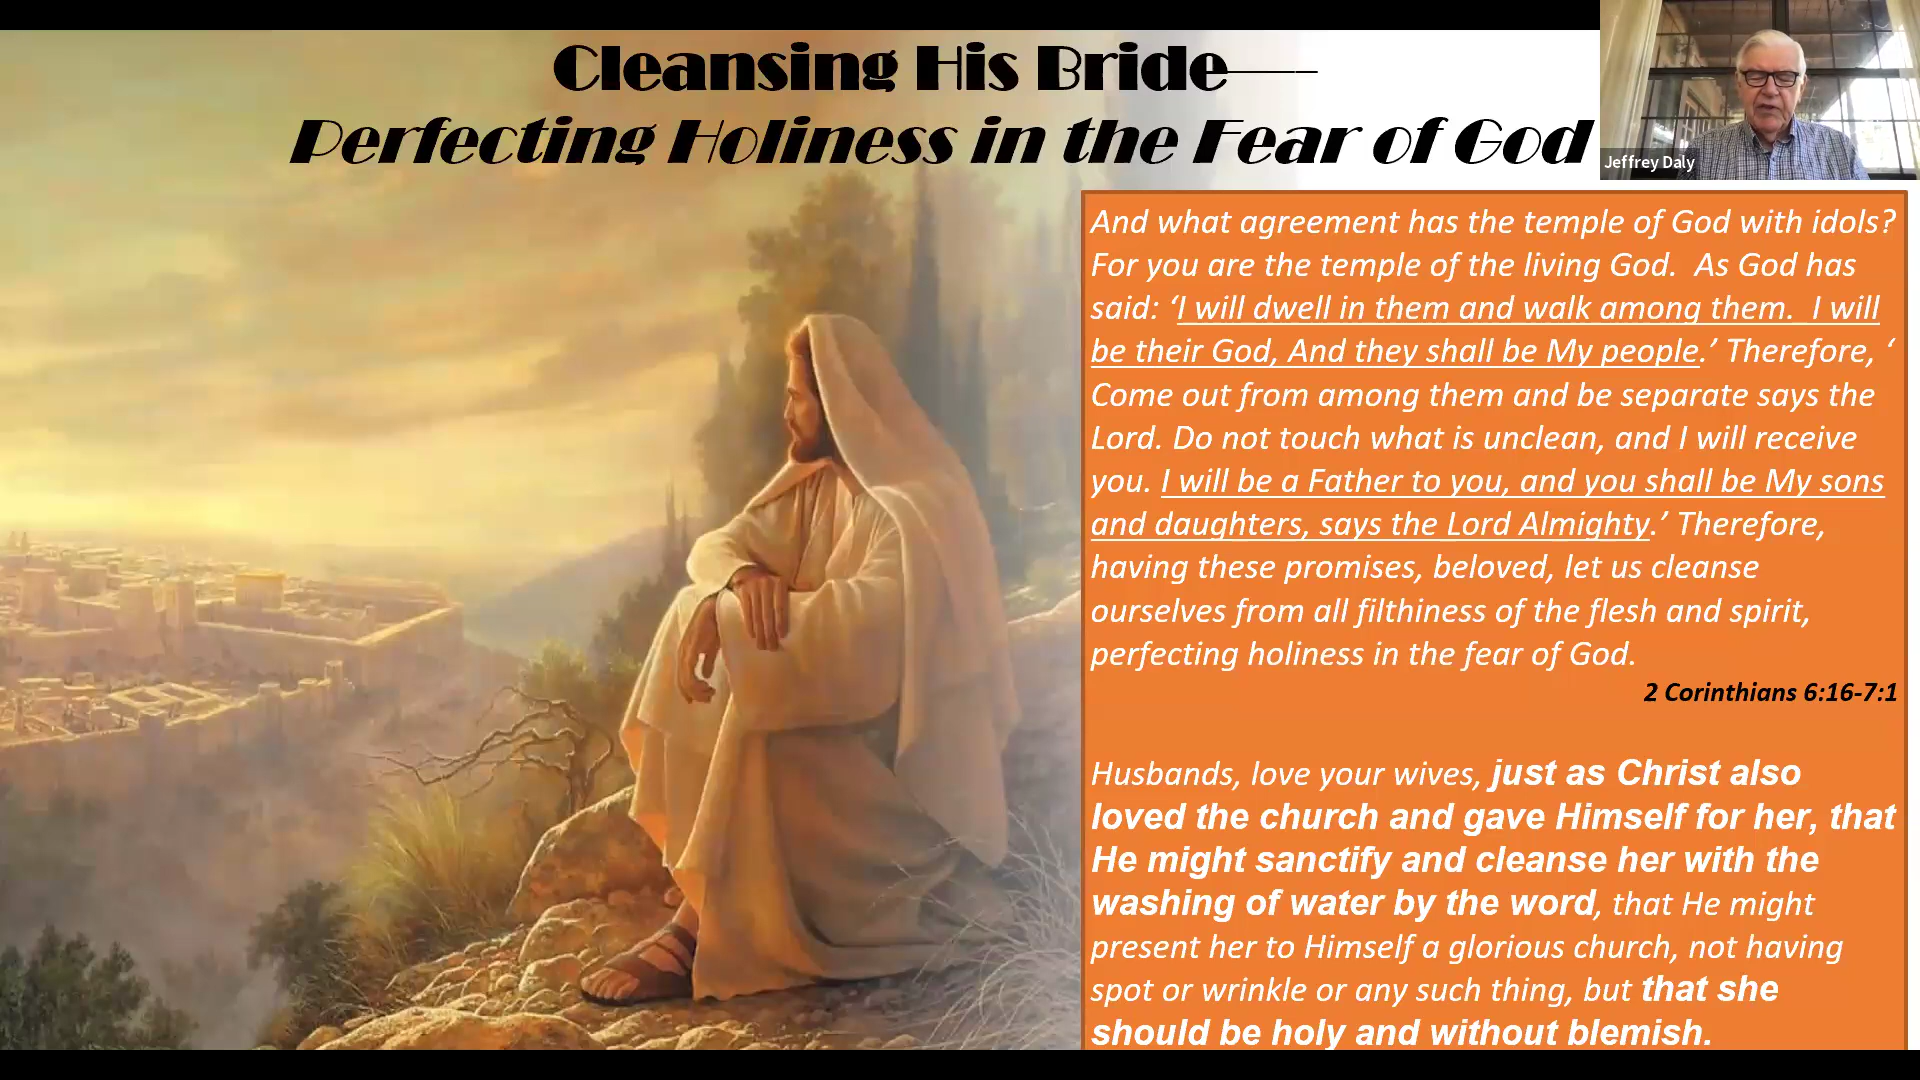 Cleansing His Bride—
Perfecting Holiness in the Fear of God
Jeffrey Daly
And what agreement has the temple of God with idols?
For you are the temple of the living God.  As God has
said: ‘I will dwell in them and walk among them.  I will
be their God, And they shall be My people.’ Therefore, ‘
Come out from among them and be separate says the
Lord. Do not touch what is unclean, and I will receive
you. I will be a Father to you, and you shall be My sons
and daughters, says the Lord Almighty.’ Therefore,
having these promises, beloved, let us cleanse
ourselves from all filthiness of the flesh and spirit,
perfecting holiness in the fear of God.
2 Corinthians 6:16-7:1
Husbands, love your wives, just as Christ also
loved the church and gave Himself for her, that
He might sanctify and cleanse her with the
washing of water by the word, that He might
present her to Himself a glorious church, not having
spot or wrinkle or any such thing, but that she
should be holy and without blemish.